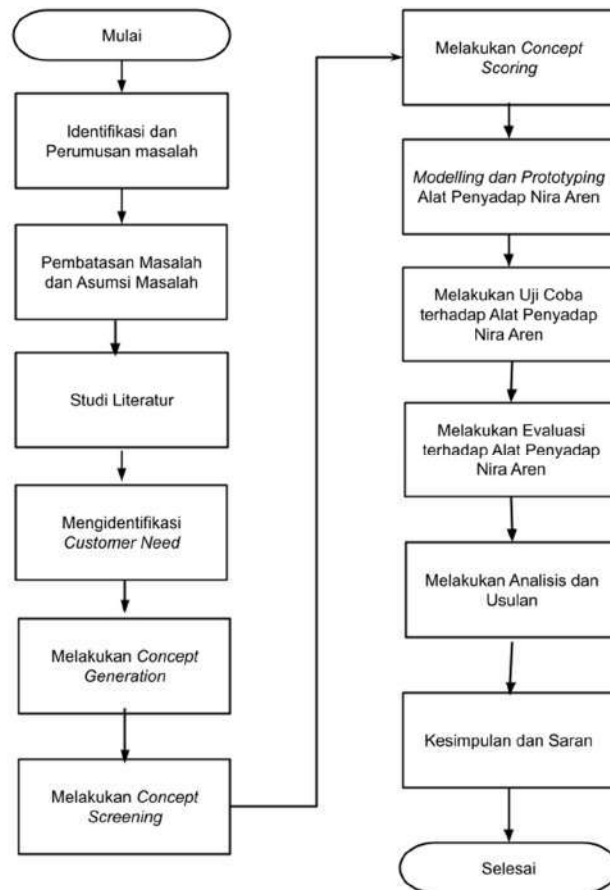 Mulai
Identifikasi dan
Perumusan masalah
Pembatasan Masalah
dan Asumsi Masalah
Studi Literatur
Mengidentifikasi
Customer Need
Melakukan Concept
Generation
Melakukan Concept
Screening
Melakukan Concept
Scoring
Modelling dan Prototyping
Alat Penyadap Nira Aren
Melakukan Uji Coba
terhadap Alat Penyadap
Nira Aren
Melakukan Evaluasi
terhadap Alat Penyadap
Nira Aren
Melakukan Analisis dan
Usulan
Kesimpulan dan Saran
Selesai